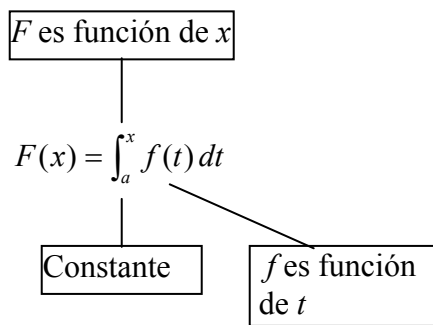 F es función de x
F(x) = ∫ₐˣ f(t) dt
Constante
f es función
de t